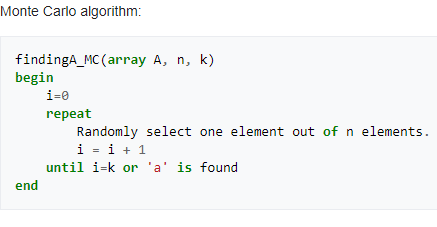 Monte Carlo algorithm:
findingA_MC(array A, n, k)
begin
    i=0
    repeat
        Randomly select one element out of n elements.
        i = i + 1
    until i=k or 'a' is found
end